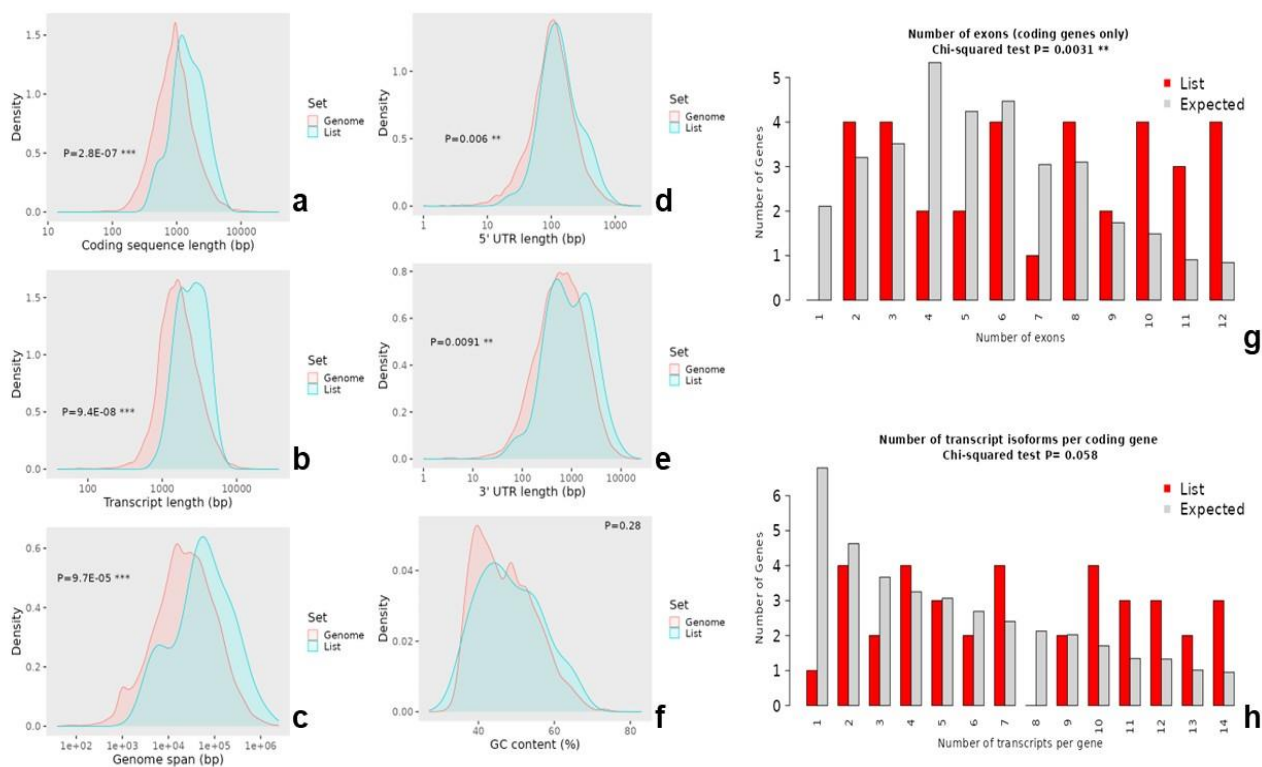 Density
1.5
1.0
0.5
0.0
P=2.8E-07 ***
10
100
1000
10000
Coding sequence length (bp)
Set
Genome
List
a
Density
1.5
1.0
0.5
0.0
P=9.4E-08 ***
100
1000
10000
Transcript length (bp)
Set
Genome
List
b
Density
0.6
0.4
0.2
0.0
P=9.7E-05 ***
1e+02
1e+03
1e+04
1e+05
1e+06
Genome span (bp)
Set
Genome
List
c
Density
1.0
0.5
0.0
P=0.006 **
1
10
100
1000
5' UTR length (bp)
Set
Genome
List
d
Density
0.8
0.6
0.4
0.2
0.0
P=0.0091 **
1
10
100
1000
10000
3' UTR length (bp)
Set
Genome
List
e
Density
0.04
0.02
0.00
P=0.28
40
60
80
GC content (%)
Set
Genome
List
f
Number of exons (coding genes only)
Chi-squared test P= 0.0031 **
List
Expected
Number of Genes
5
4
3
2
1
0
1
2
3
4
5
6
7
8
9
10
11
12
Number of exons
g
Number of transcript isoforms per coding gene
Chi-squared test P= 0.058
List
Expected
Number of Genes
6
5
4
3
2
1
0
1
2
3
4
5
6
7
8
9
10
11
12
13
14
Number of transcripts per gene
h